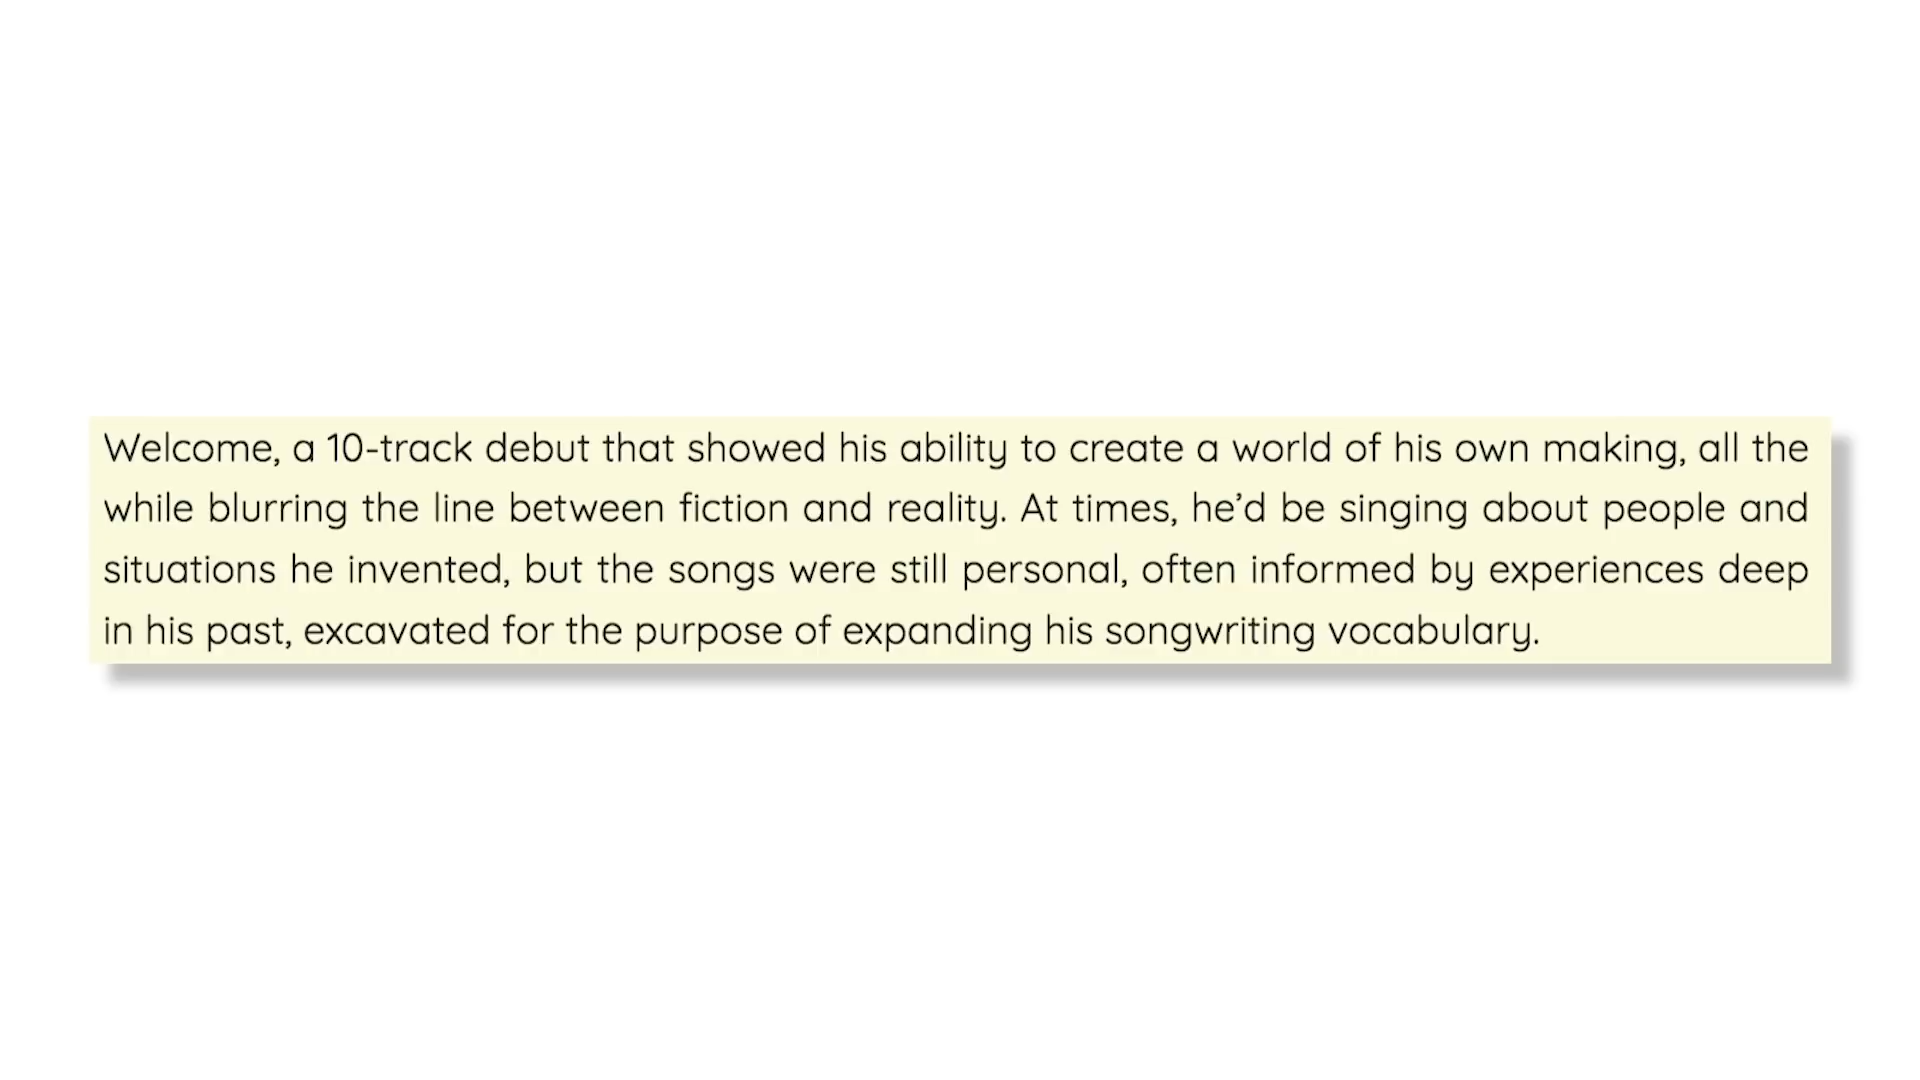 Welcome, a 10-track debut that showed his ability to create a world of his own making, all the
while blurring the line between fiction and reality. At times, he’d be singing about people and
situations he invented, but the songs were still personal, often informed by experiences deep
in his past, excavated for the purpose of expanding his songwriting vocabulary.